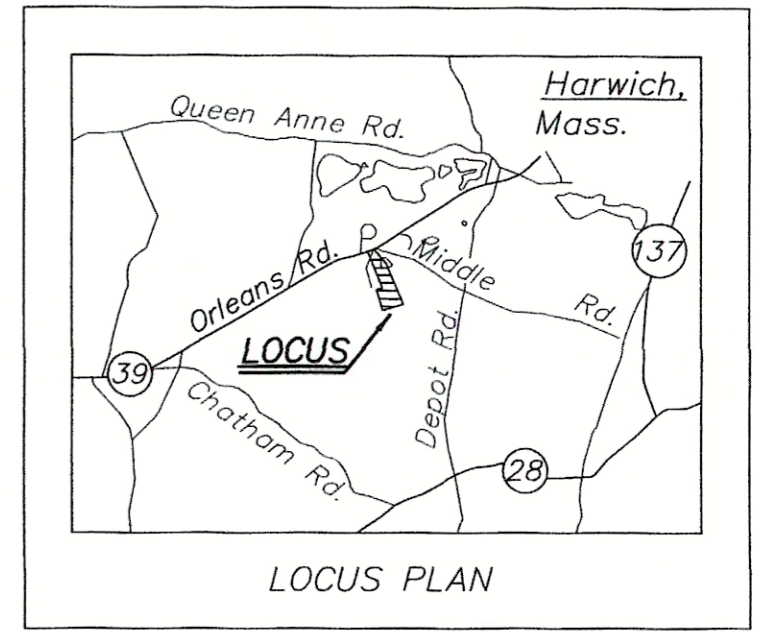 Harwich,
Mass.
Queen Anne Rd.
137
Middle
Rd.
Orleans Rd.
LOCUS
Depot Rd.
39
Chatham Rd.
28
LOCUS PLAN